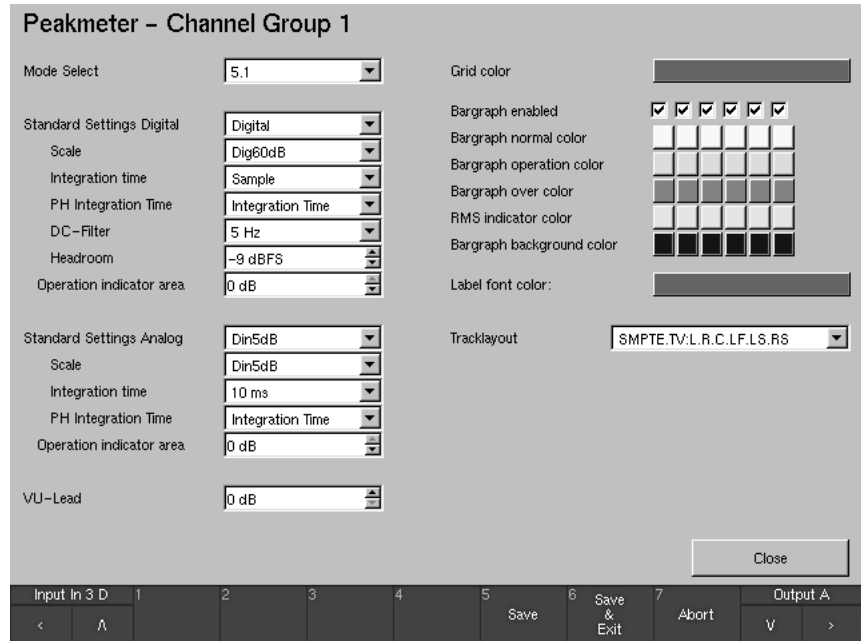 Peakmeter – Channel Group 1
Mode Select
5.1
Standard Settings Digital
Digital
Scale
Dig60dB
Integration time
Sample
PH Integration Time
Integration Time
DC–Filter
5 Hz
Headroom
–9 dBFS
Operation indicator area
0 dB
Standard Settings Analog
Din5dB
Scale
Din5dB
Integration time
10 ms
PH Integration Time
Integration Time
Operation indicator area
0 dB
VU–Lead
0 dB
Grid color
Bargraph enabled
Bargraph normal color
Bargraph operation color
Bargraph over color
RMS indicator color
Bargraph background color
Label font color:
Tracklayout
SMPTE.TV:L.R.C.LF.LS.RS
Close
Input In 3 D
< Λ
1
2
3
4
5
Save
6
Save
&
Exit
7
Abort
Output A
V >